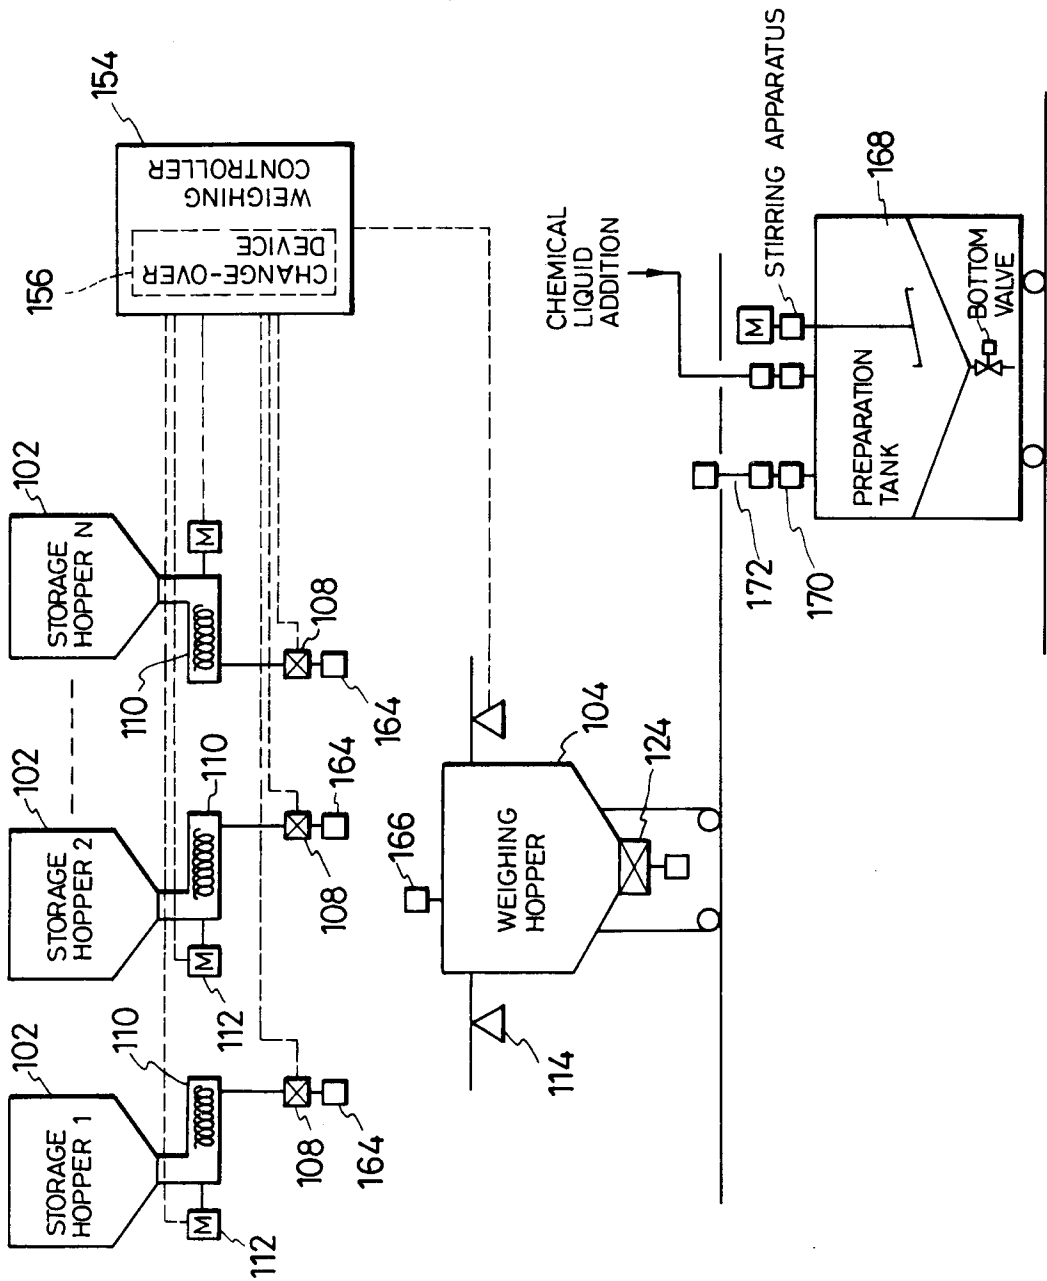 102
STORAGE
HOPPER 1
110
M
112
108
164
102
STORAGE
HOPPER 2
110
M
112
108
164
102
STORAGE
HOPPER N
110
M
108
164
154
WEIGHING
CONTROLLER
156
CHANGE-OVER
DEVICE
166
WEIGHING
HOPPER
104
124
114
CHEMICAL
LIQUID
ADDITION
M
STIRRING APPARATUS
172
170
PREPARATION
TANK
168
BOTTOM
VALVE